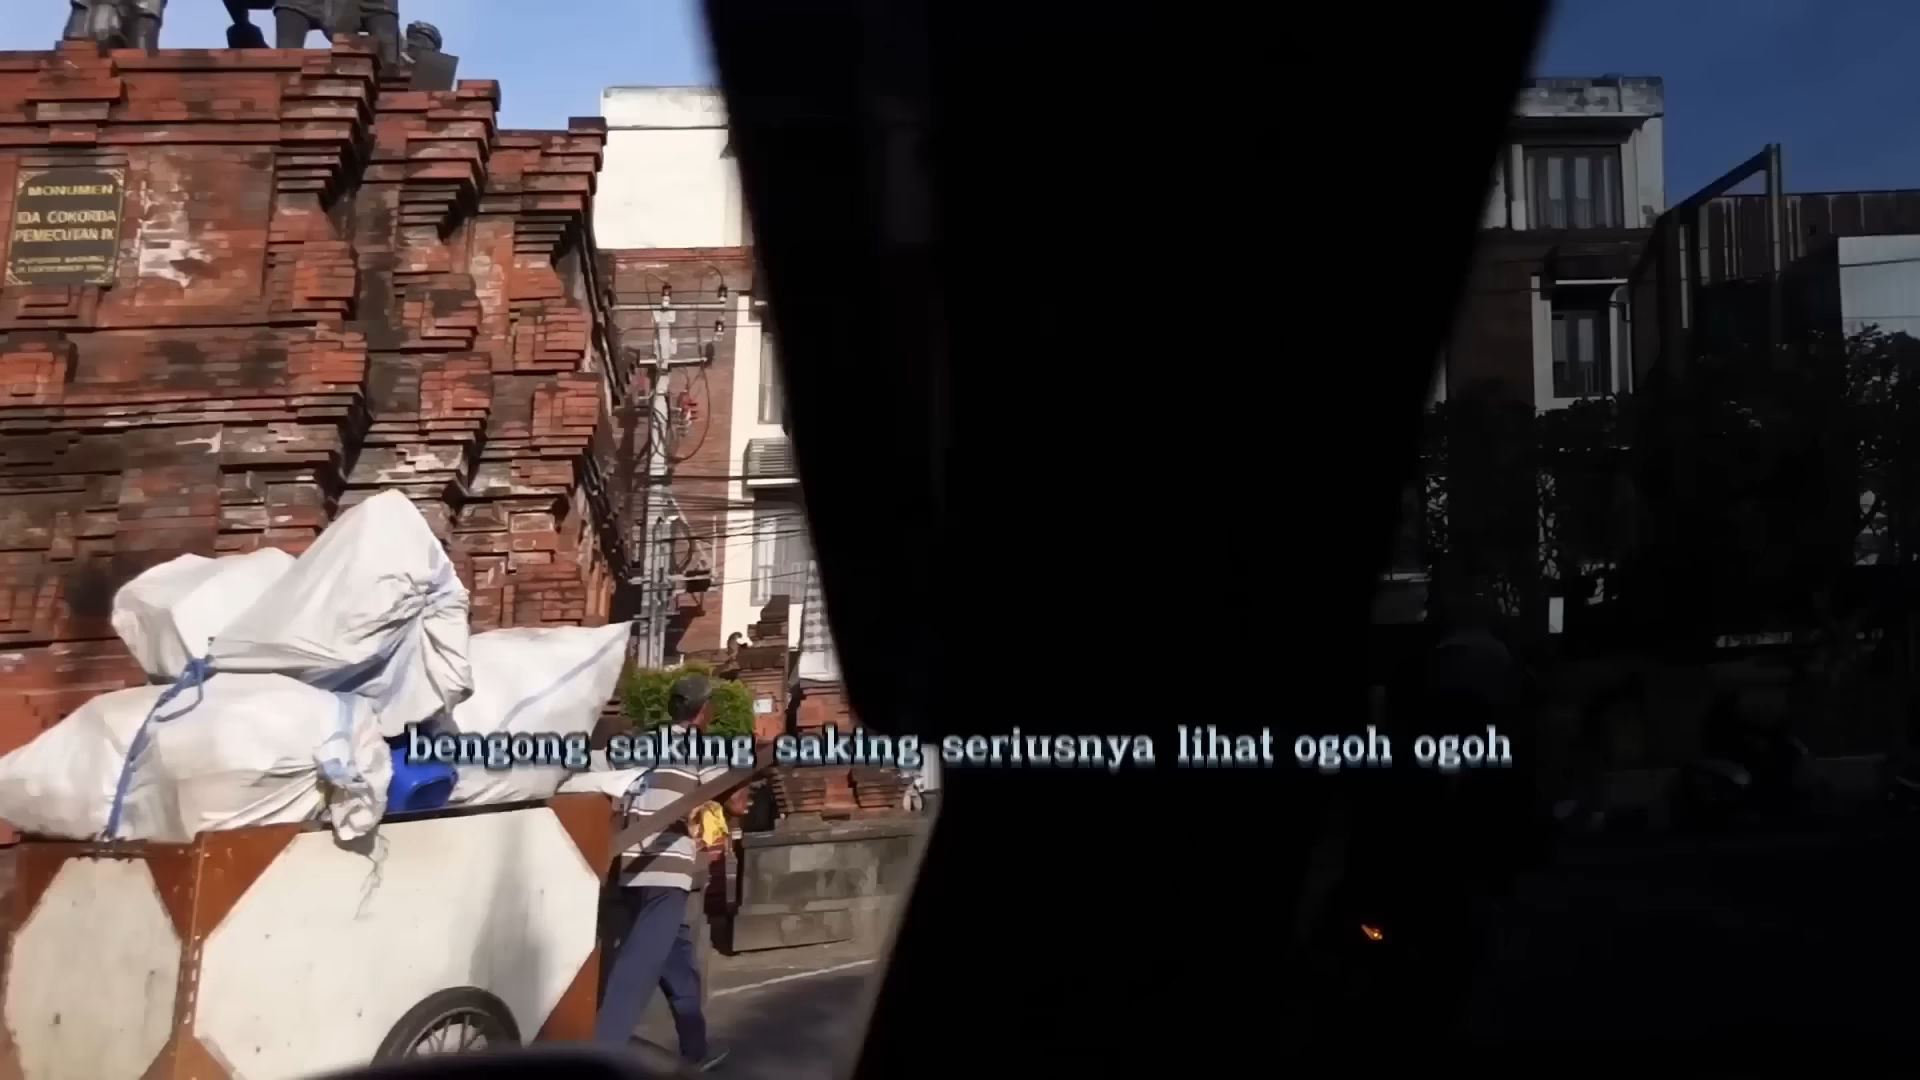 MONUMEN
IDA COKORDA
PEMECUTAN IX
bengong saking saking seriusnya lihat ogoh ogoh